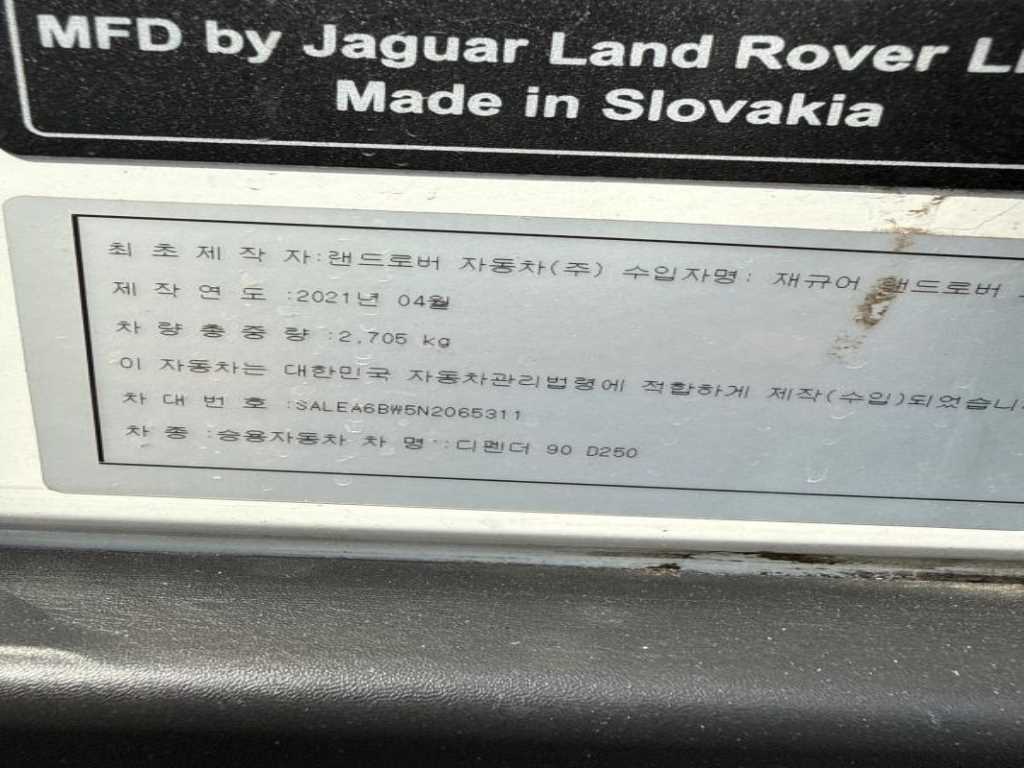 MFD by Jaguar Land Rover
Made in Slovakia
최 초 제 작 자:랜드로버 자동차(주) 수입자명: 재규어 랜드로버
제 작 연 도 :2021년 04월
차 량 총 중 량 :2,705 kg
이 자동차는 대한민국 자동차관리법령에 적합하게 제작(수입)되었습니
차 대 번 호 :SALEA6BW5N2065311
차 종 :승용자동차 차 명 :디펜더 90 D250